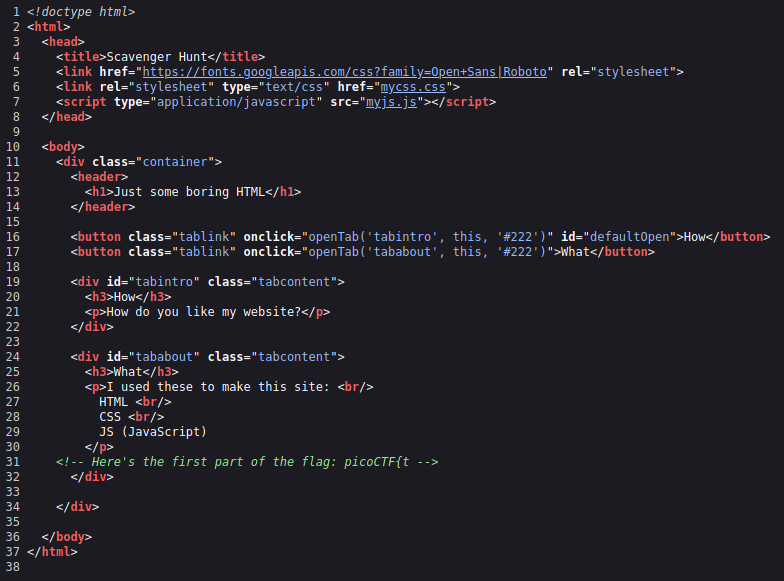 1 <!doctype html>
2 <html>
3   <head>
4     <title>Scavenger Hunt</title>
5     <link href="https://fonts.googleapis.com/css?family=Open+Sans|Roboto" rel="stylesheet">
6     <link rel="stylesheet" type="text/css" href="mycss.css">
7     <script type="application/javascript" src="myjs.js"></script>
8   </head>
9
10   <body>
11     <div class="container">
12       <header>
13         <h1>Just some boring HTML</h1>
14       </header>
15
16       <button class="tablink" onclick="openTab('tabintro', this, '#222')" id="defaultOpen">How</button>
17       <button class="tablink" onclick="openTab('tababout', this, '#222')">What</button>
18
19       <div id="tabintro" class="tabcontent">
20         <h3>How</h3>
21         <p>How do you like my website?</p>
22       </div>
23
24       <div id="tababout" class="tabcontent">
25         <h3>What</h3>
26         <p>I used these to make this site: <br/>
27           HTML <br/>
28           CSS <br/>
29           JS (JavaScript)
30         </p>
31     <!-- Here's the first part of the flag: picoCTF{t -->
32       </div>
33
34     </div>
35
36   </body>
37 </html>
38